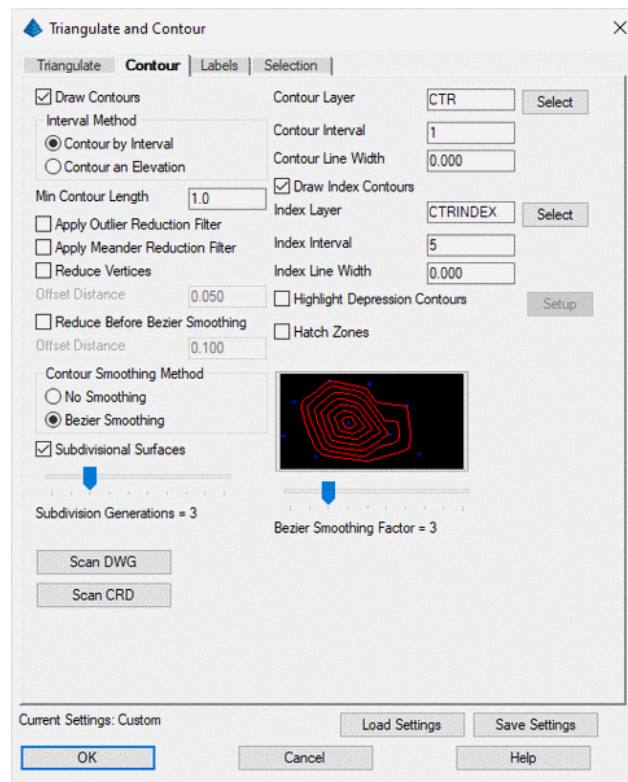 Triangulate and Contour
Triangulate Contour Labels Selection
Draw Contours
Interval Method
Contour by Interval
Contour an Elevation
Min Contour Length 1.0
Apply Outlier Reduction Filter
Apply Meander Reduction Filter
Reduce Vertices
Offset Distance 0.050
Reduce Before Bezier Smoothing
Offset Distance 0.100
Contour Smoothing Method
No Smoothing
Bezier Smoothing
Subdivisional Surfaces
Subdivision Generations = 3
Scan DWG
Scan CRD
Contour Layer CTR Select
Contour Interval 1
Contour Line Width 0.000
Draw Index Contours
Index Layer CTRINDEX Select
Index Interval 5
Index Line Width 0.000
Highlight Depression Contours Setup
Hatch Zones
Bezier Smoothing Factor = 3
Current Settings: Custom Load Settings Save Settings
OK Cancel Help